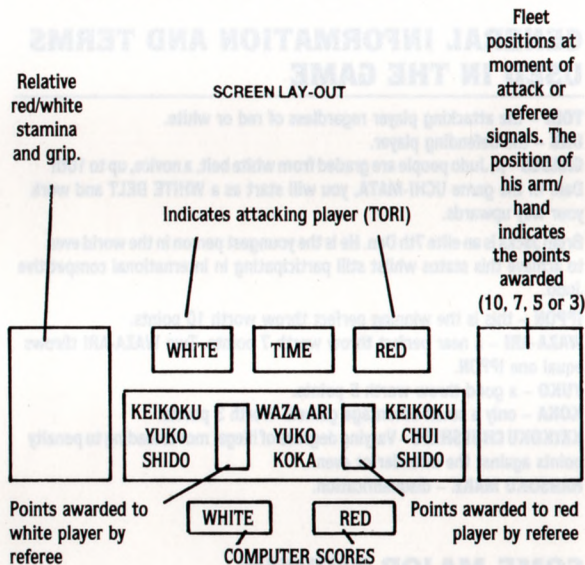 SCREEN LAY-OUT
Relative
red/white
stamina
and grip.
Fleet
positions at
moment of
attack or
referee
signals. The
position of
his arm/
hand
indicates
the points
awarded
(10, 7, 5 or 3)
Indicates attacking player (TORI)
WHITE TIME RED
KEIKOKU WAZA ARI KEIKOKU
YUKO YUKO CHUI
SHIDO KOKA SHIDO
Points awarded to
white player by
referee
WHITE RED
COMPUTER SCORES
Points awarded to red
player by referee